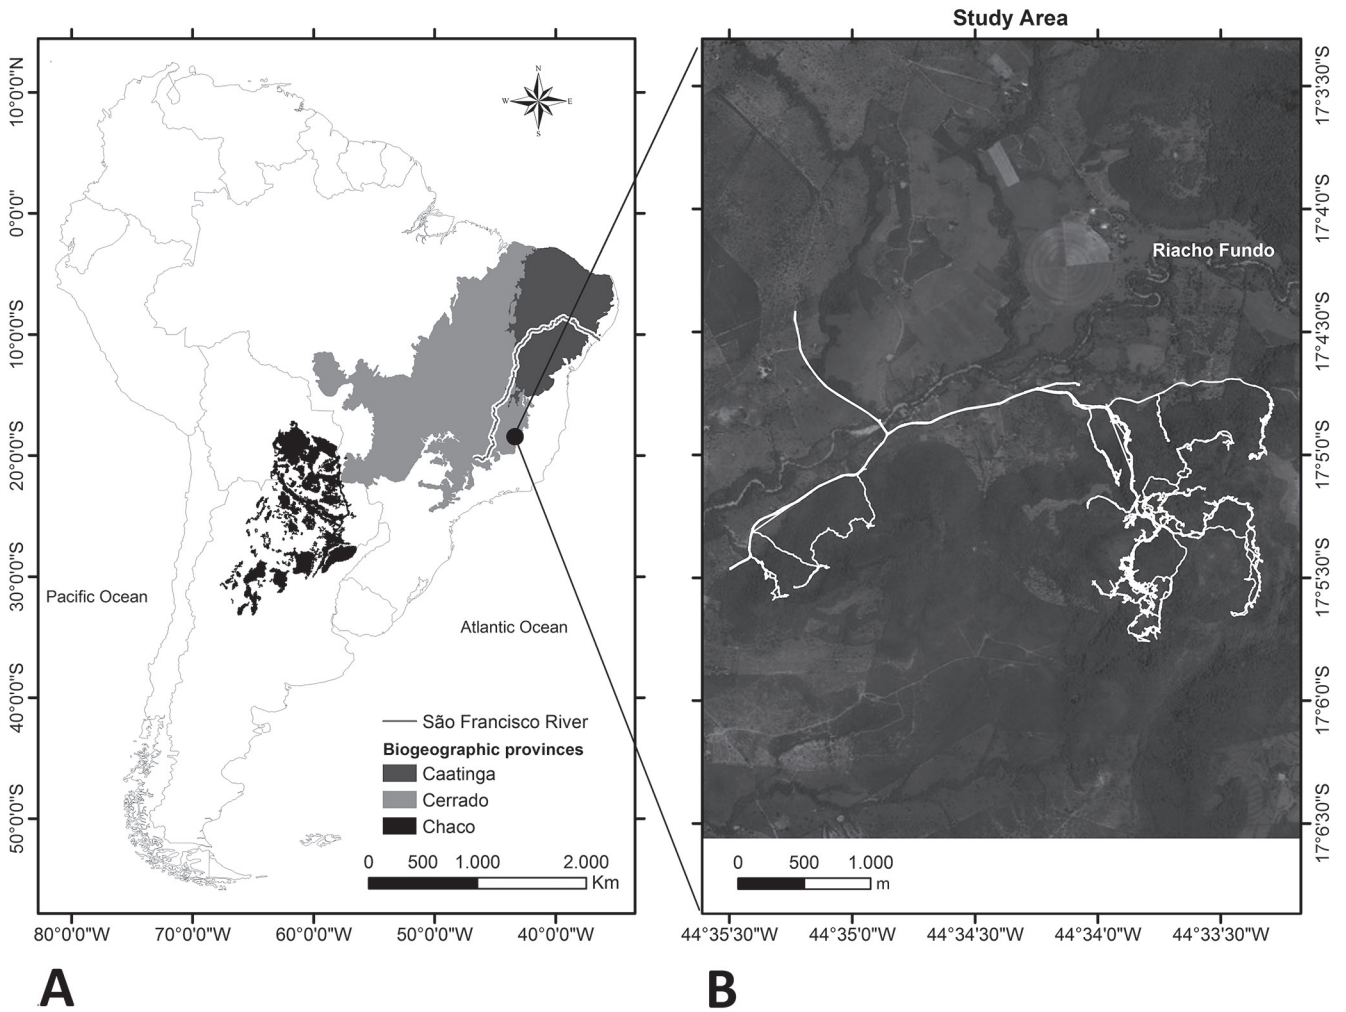 Study Area
N
W
E
S
10°0'0"N
0°0'0"
10°0'0"S
20°0'0"S
30°0'0"S
40°0'0"S
50°0'0"S
Pacific Ocean
Atlantic Ocean
São Francisco River
Biogeographic provinces
Caatinga
Cerrado
Chaco
0 500 1.000 2.000
Km
80°0'0"W 70°0'0"W 60°0'0"W 50°0'0"W 40°0'0"W
A
Riacho Fundo
17°3'30"S
17°4'0"S
17°4'30"S
17°5'0"S
17°5'30"S
17°6'0"S
17°6'30"S
0 500 1.000
m
44°35'30"W 44°35'0"W 44°34'30"W 44°34'0"W 44°33'30"W
B